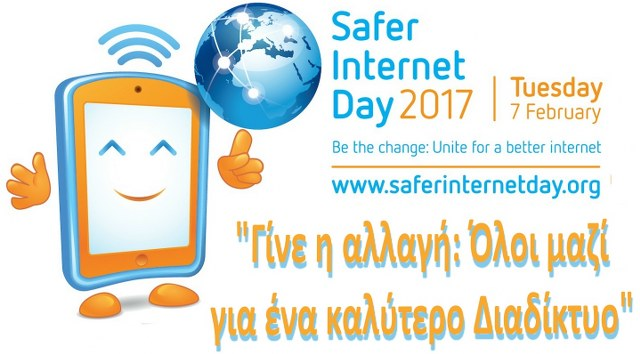 Safer
Internet
Day 2017
Tuesday
7 February
Be the change: Unite for a better internet
www.saferinternetday.org
"Γίνε η αλλαγή: Όλοι μαζί
για ένα καλύτερο Διαδίκτυο"